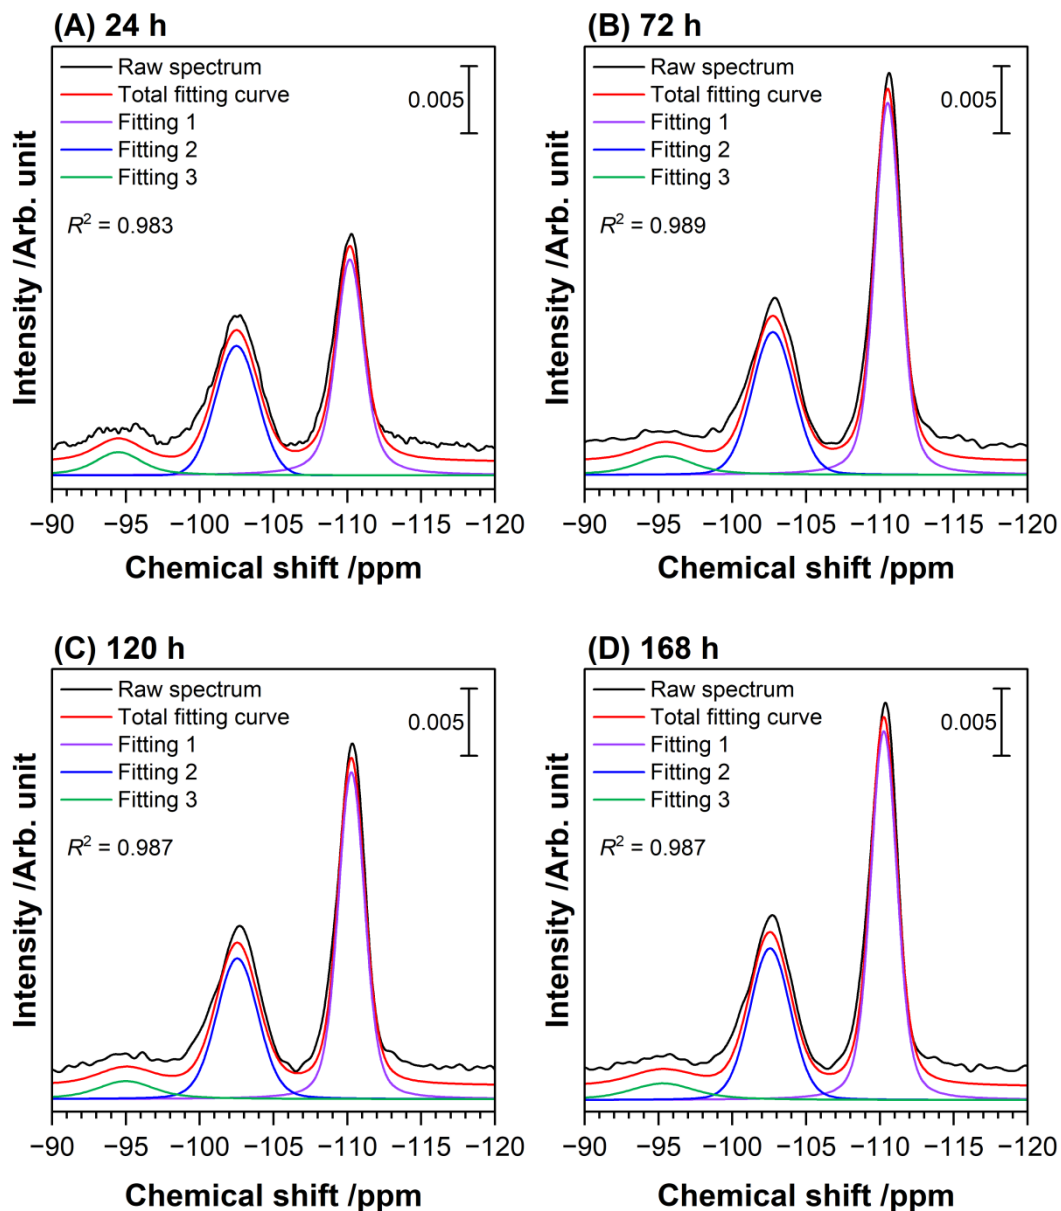 (A) 24 h
Raw spectrum
Total fitting curve
Fitting 1
Fitting 2
Fitting 3
0.005
R² = 0.983
Intensity /Arb. unit
−90 −95 −100 −105 −110 −115 −120
Chemical shift /ppm
(B) 72 h
Raw spectrum
Total fitting curve
Fitting 1
Fitting 2
Fitting 3
0.005
R² = 0.989
Intensity /Arb. unit
−90 −95 −100 −105 −110 −115 −120
Chemical shift /ppm
(C) 120 h
Raw spectrum
Total fitting curve
Fitting 1
Fitting 2
Fitting 3
0.005
R² = 0.987
Intensity /Arb. unit
−90 −95 −100 −105 −110 −115 −120
Chemical shift /ppm
(D) 168 h
Raw spectrum
Total fitting curve
Fitting 1
Fitting 2
Fitting 3
0.005
R² = 0.987
Intensity /Arb. unit
−90 −95 −100 −105 −110 −115 −120
Chemical shift /ppm